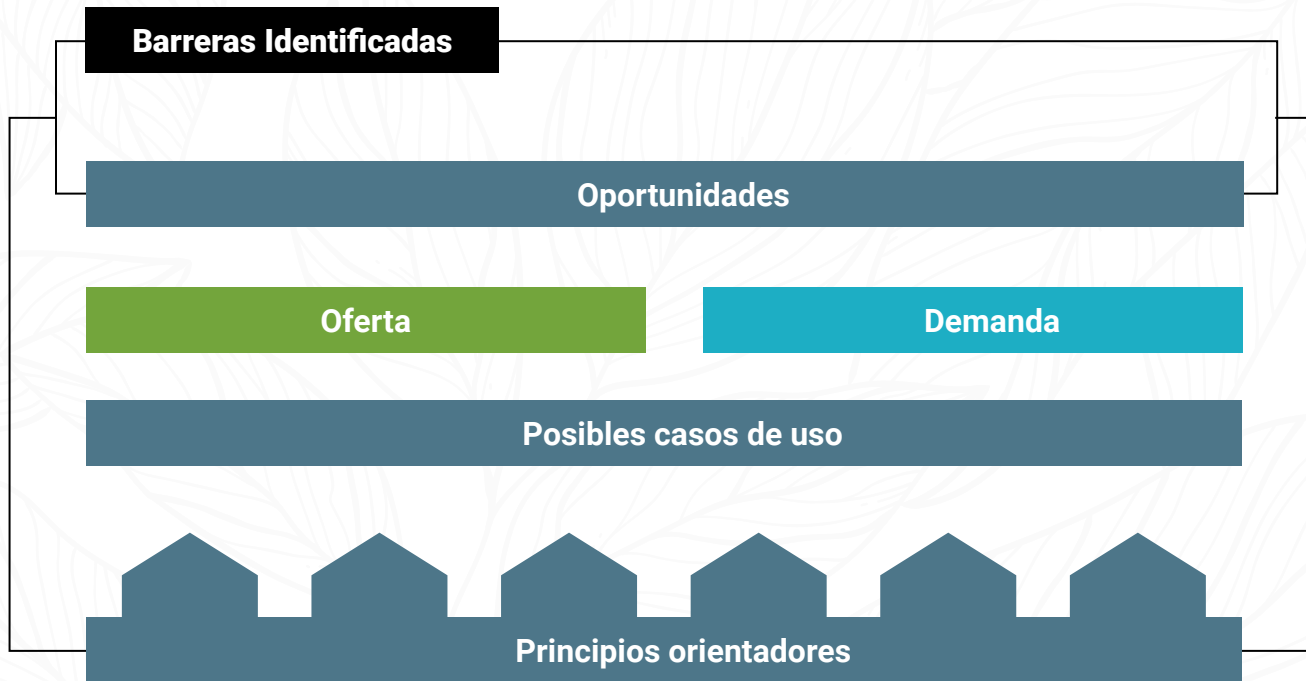 Barreras Identificadas
Oportunidades
Oferta
Demanda
Posibles casos de uso
Principios orientadores